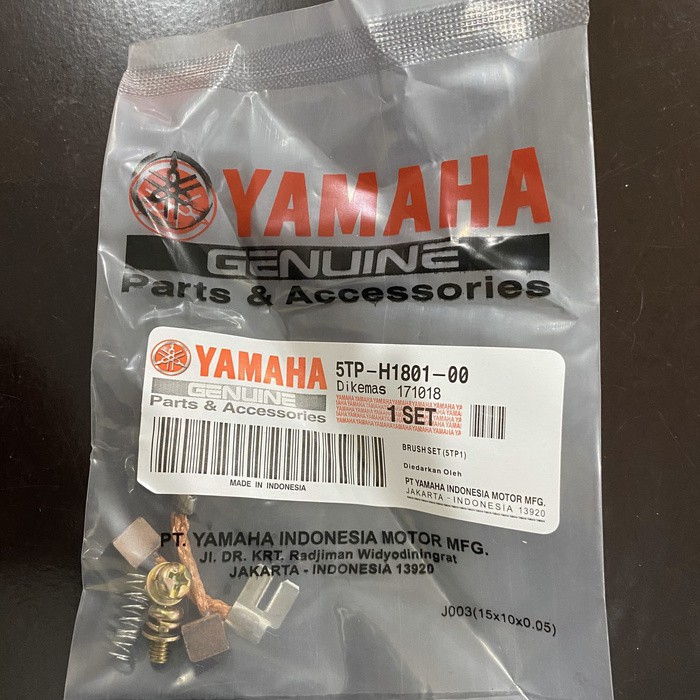 YAMAHA
GENUINE
Parts & Accessories
YAMAHA
GENUINE
Parts & Accessories
5TP-H1801-00
Dikemas 171018
1 SET
BRUSH SET (5TP1)
Diedarkan Oleh
PT YAMAHA INDONESIA MOTOR MFG.
JAKARTA - INDONESIA 13920
MADE IN INDONESIA
PT. YAMAHA INDONESIA MOTOR MFG.
Jl. DR. KRT. Radjiman Widyodiningrat
JAKARTA - INDONESIA 13920
J003(15x10x0.05)